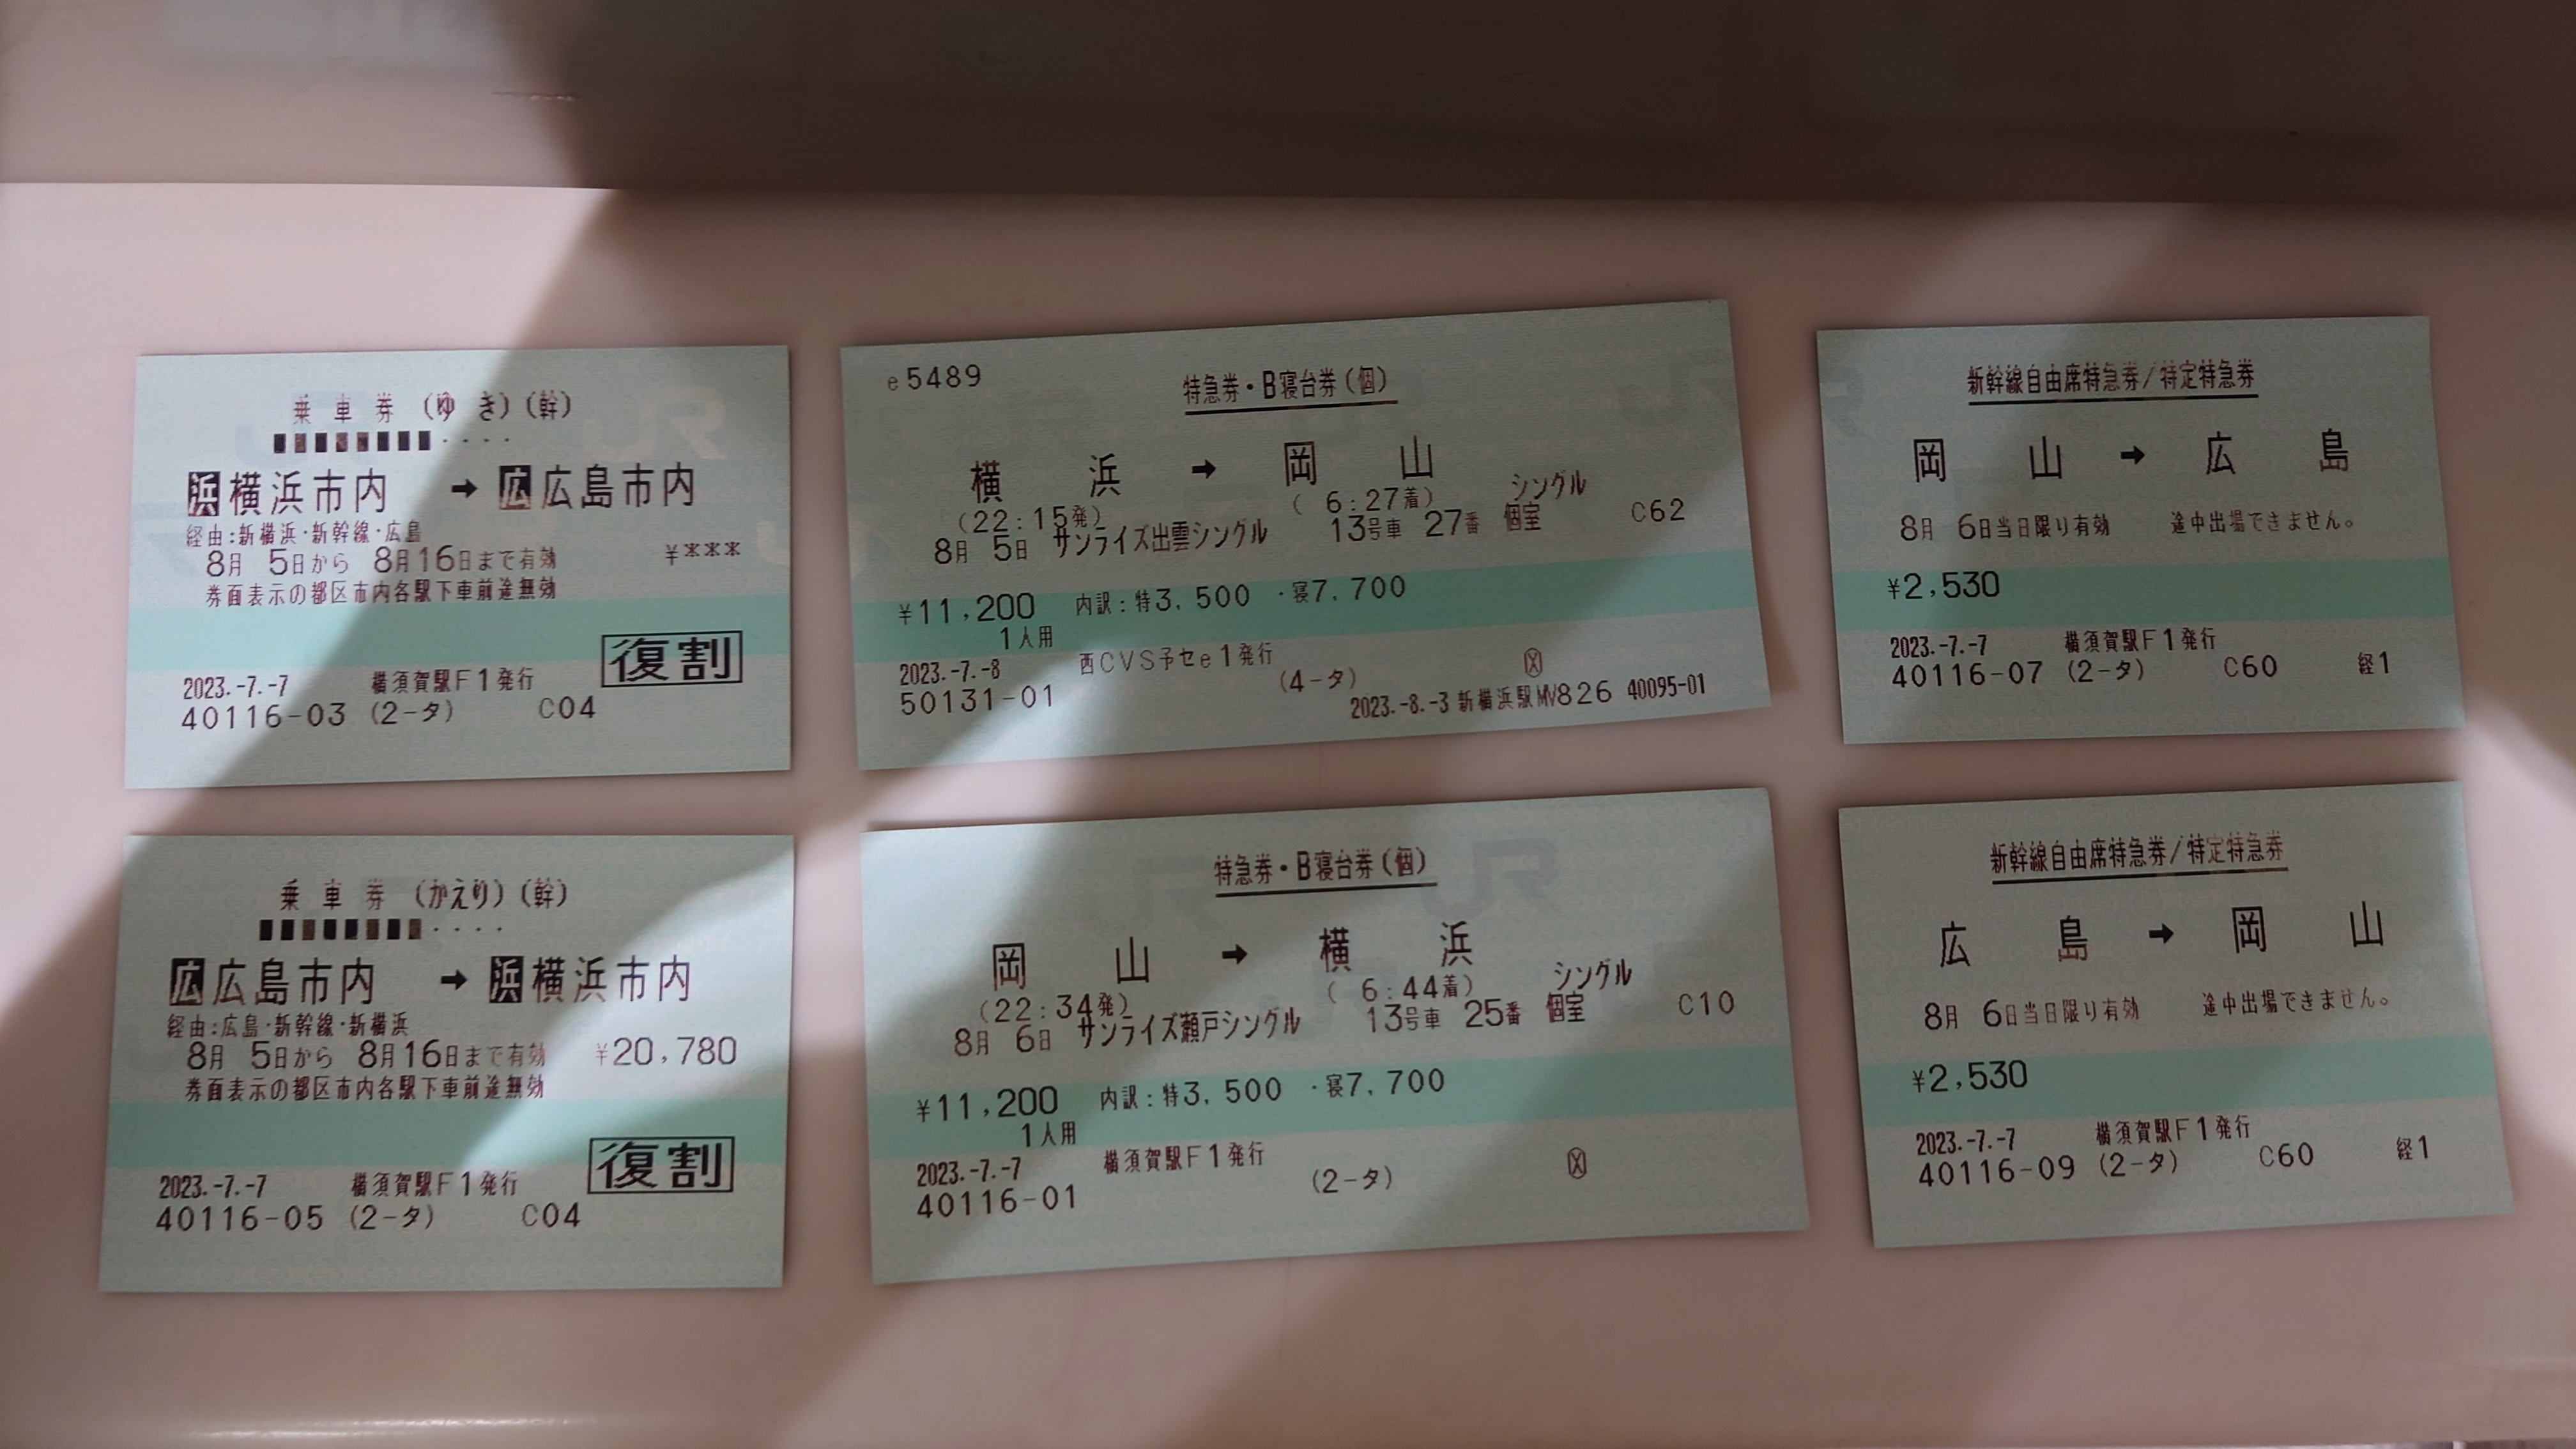 乗車券(ゆき)(幹)
浜横浜市内 → 広広島市内
経由:新横浜・新幹線・広島
8月 5日から 8月16日まで有効 ¥***
券面表示の都区市内各駅下車前途無効
復割
2023.-7.-7 横須賀駅F1発行
40116-03 (2-タ) C04
e5489
特急券・B寝台券(個)
横浜 → 岡山
(22:15発) ( 6:27着) シングル
8月 5日 サンライズ出雲シングル 13号車 27番 個室 C62
¥11,200 内訳:特3,500 ・寝7,700
1人用
2023.-7.-8 西CVS予セe1発行
50131-01 (4-タ)
2023.-8.-3 新横浜駅MV826 40095-01
新幹線自由席特急券/特定特急券
岡山 → 広島
8月 6日当日限り有効 途中出場できません。
¥2,530
2023.-7.-7 横須賀駅F1発行
40116-07 (2-タ) C60 経1
乗車券(かえり)(幹)
広広島市内 → 浜横浜市内
経由:広島・新幹線・新横浜
8月 5日から 8月16日まで有効 ¥20,780
券面表示の都区市内各駅下車前途無効
復割
2023.-7.-7 横須賀駅F1発行
40116-05 (2-タ) C04
特急券・B寝台券(個)
岡山 → 横浜
(22:34発) ( 6:44着) シングル
8月 6日 サンライズ瀬戸シングル 13号車 25番 個室 C10
¥11,200 内訳:特3,500 ・寝7,700
1人用
2023.-7.-7 横須賀駅F1発行
40116-01 (2-タ)
新幹線自由席特急券/特定特急券
広島 → 岡山
8月 6日当日限り有効 途中出場できません。
¥2,530
2023.-7.-7 横須賀駅F1発行
40116-09 (2-タ) C60 経1